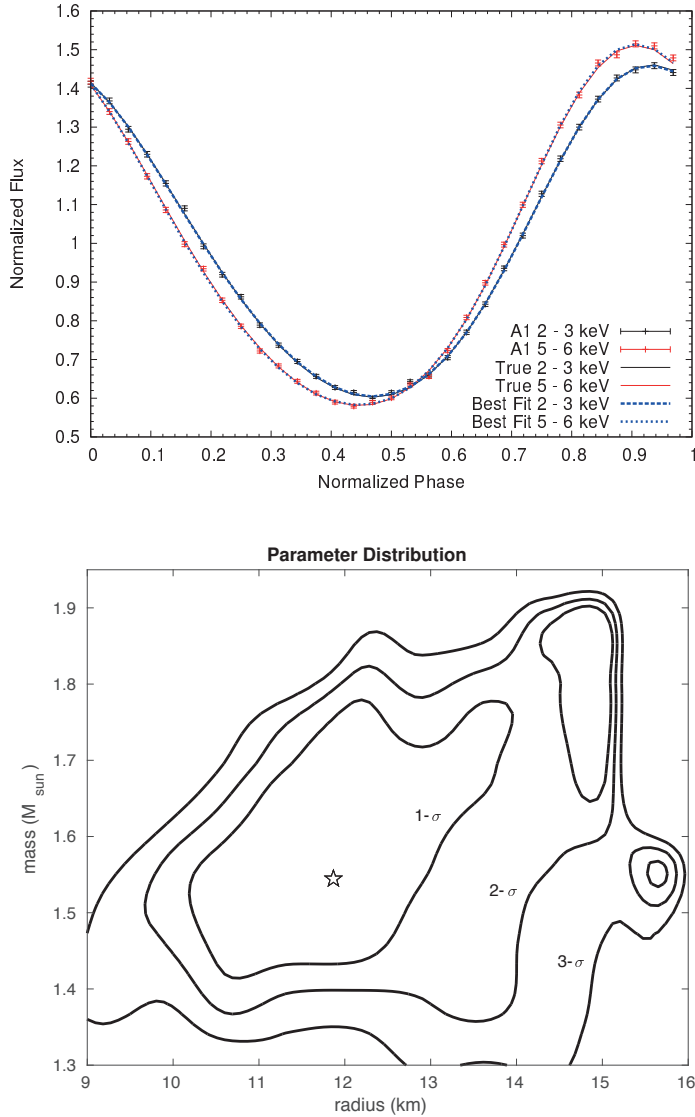 1.6
1.5
1.4
1.3
1.2
1.1
1
0.9
0.8
0.7
0.6
0.5
Normalized Flux
A1 2 - 3 keV
A1 5 - 6 keV
True 2 - 3 keV
True 5 - 6 keV
Best Fit 2 - 3 keV
Best Fit 5 - 6 keV
0 0.1 0.2 0.3 0.4 0.5 0.6 0.7 0.8 0.9 1
Normalized Phase
Parameter Distribution
1.9
1.8
1.7
1.6
1.5
1.4
1.3
mass (M sun)
1-σ
2-σ
3-σ
9 10 11 12 13 14 15 16
radius (km)